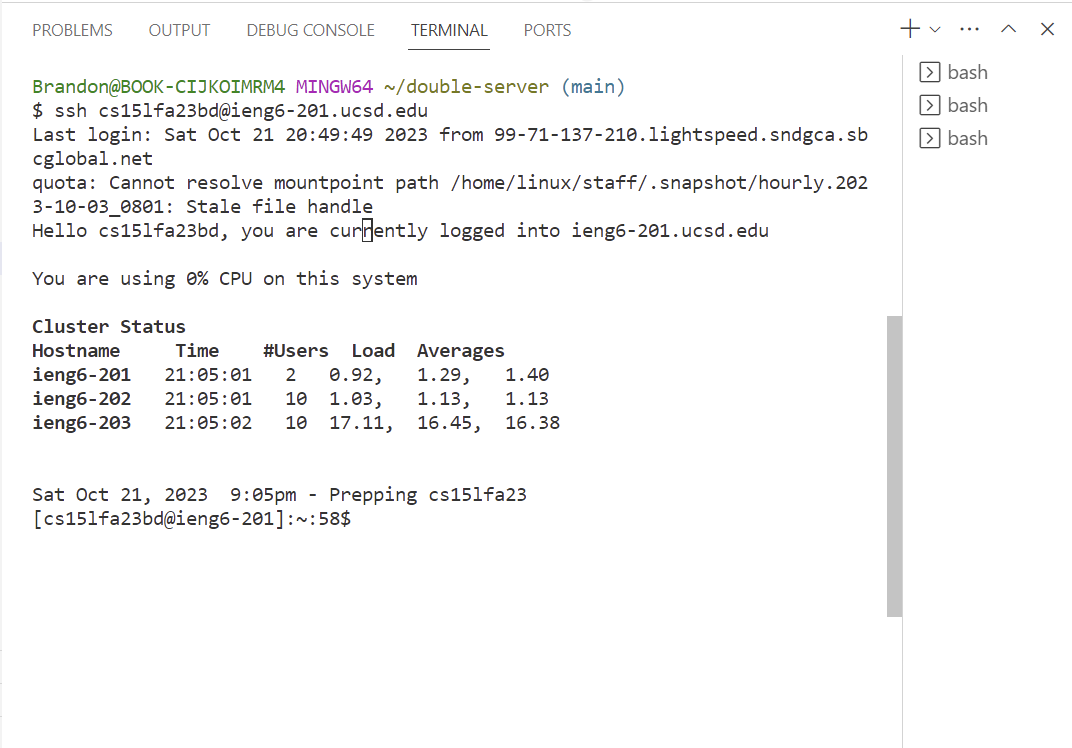 PROBLEMS OUTPUT DEBUG CONSOLE TERMINAL PORTS
Brandon@BOOK-CIJKOIMRM4 MINGW64 ~/double-server (main)
$ ssh cs15lfa23bd@ieng6-201.ucsd.edu
Last login: Sat Oct 21 20:49:49 2023 from 99-71-137-210.lightspeed.sndgca.sb
cglobal.net
quota: Cannot resolve mountpoint path /home/linux/staff/.snapshot/hourly.202
3-10-03_0801: Stale file handle
Hello cs15lfa23bd, you are currently logged into ieng6-201.ucsd.edu
You are using 0% CPU on this system
Cluster Status
Hostname Time #Users Load Averages
ieng6-201 21:05:01 2 0.92, 1.29, 1.40
ieng6-202 21:05:01 10 1.03, 1.13, 1.13
ieng6-203 21:05:02 10 17.11, 16.45, 16.38
Sat Oct 21, 2023 9:05pm - Prepping cs15lfa23
[cs15lfa23bd@ieng6-201]:~:58$
bash
bash
bash